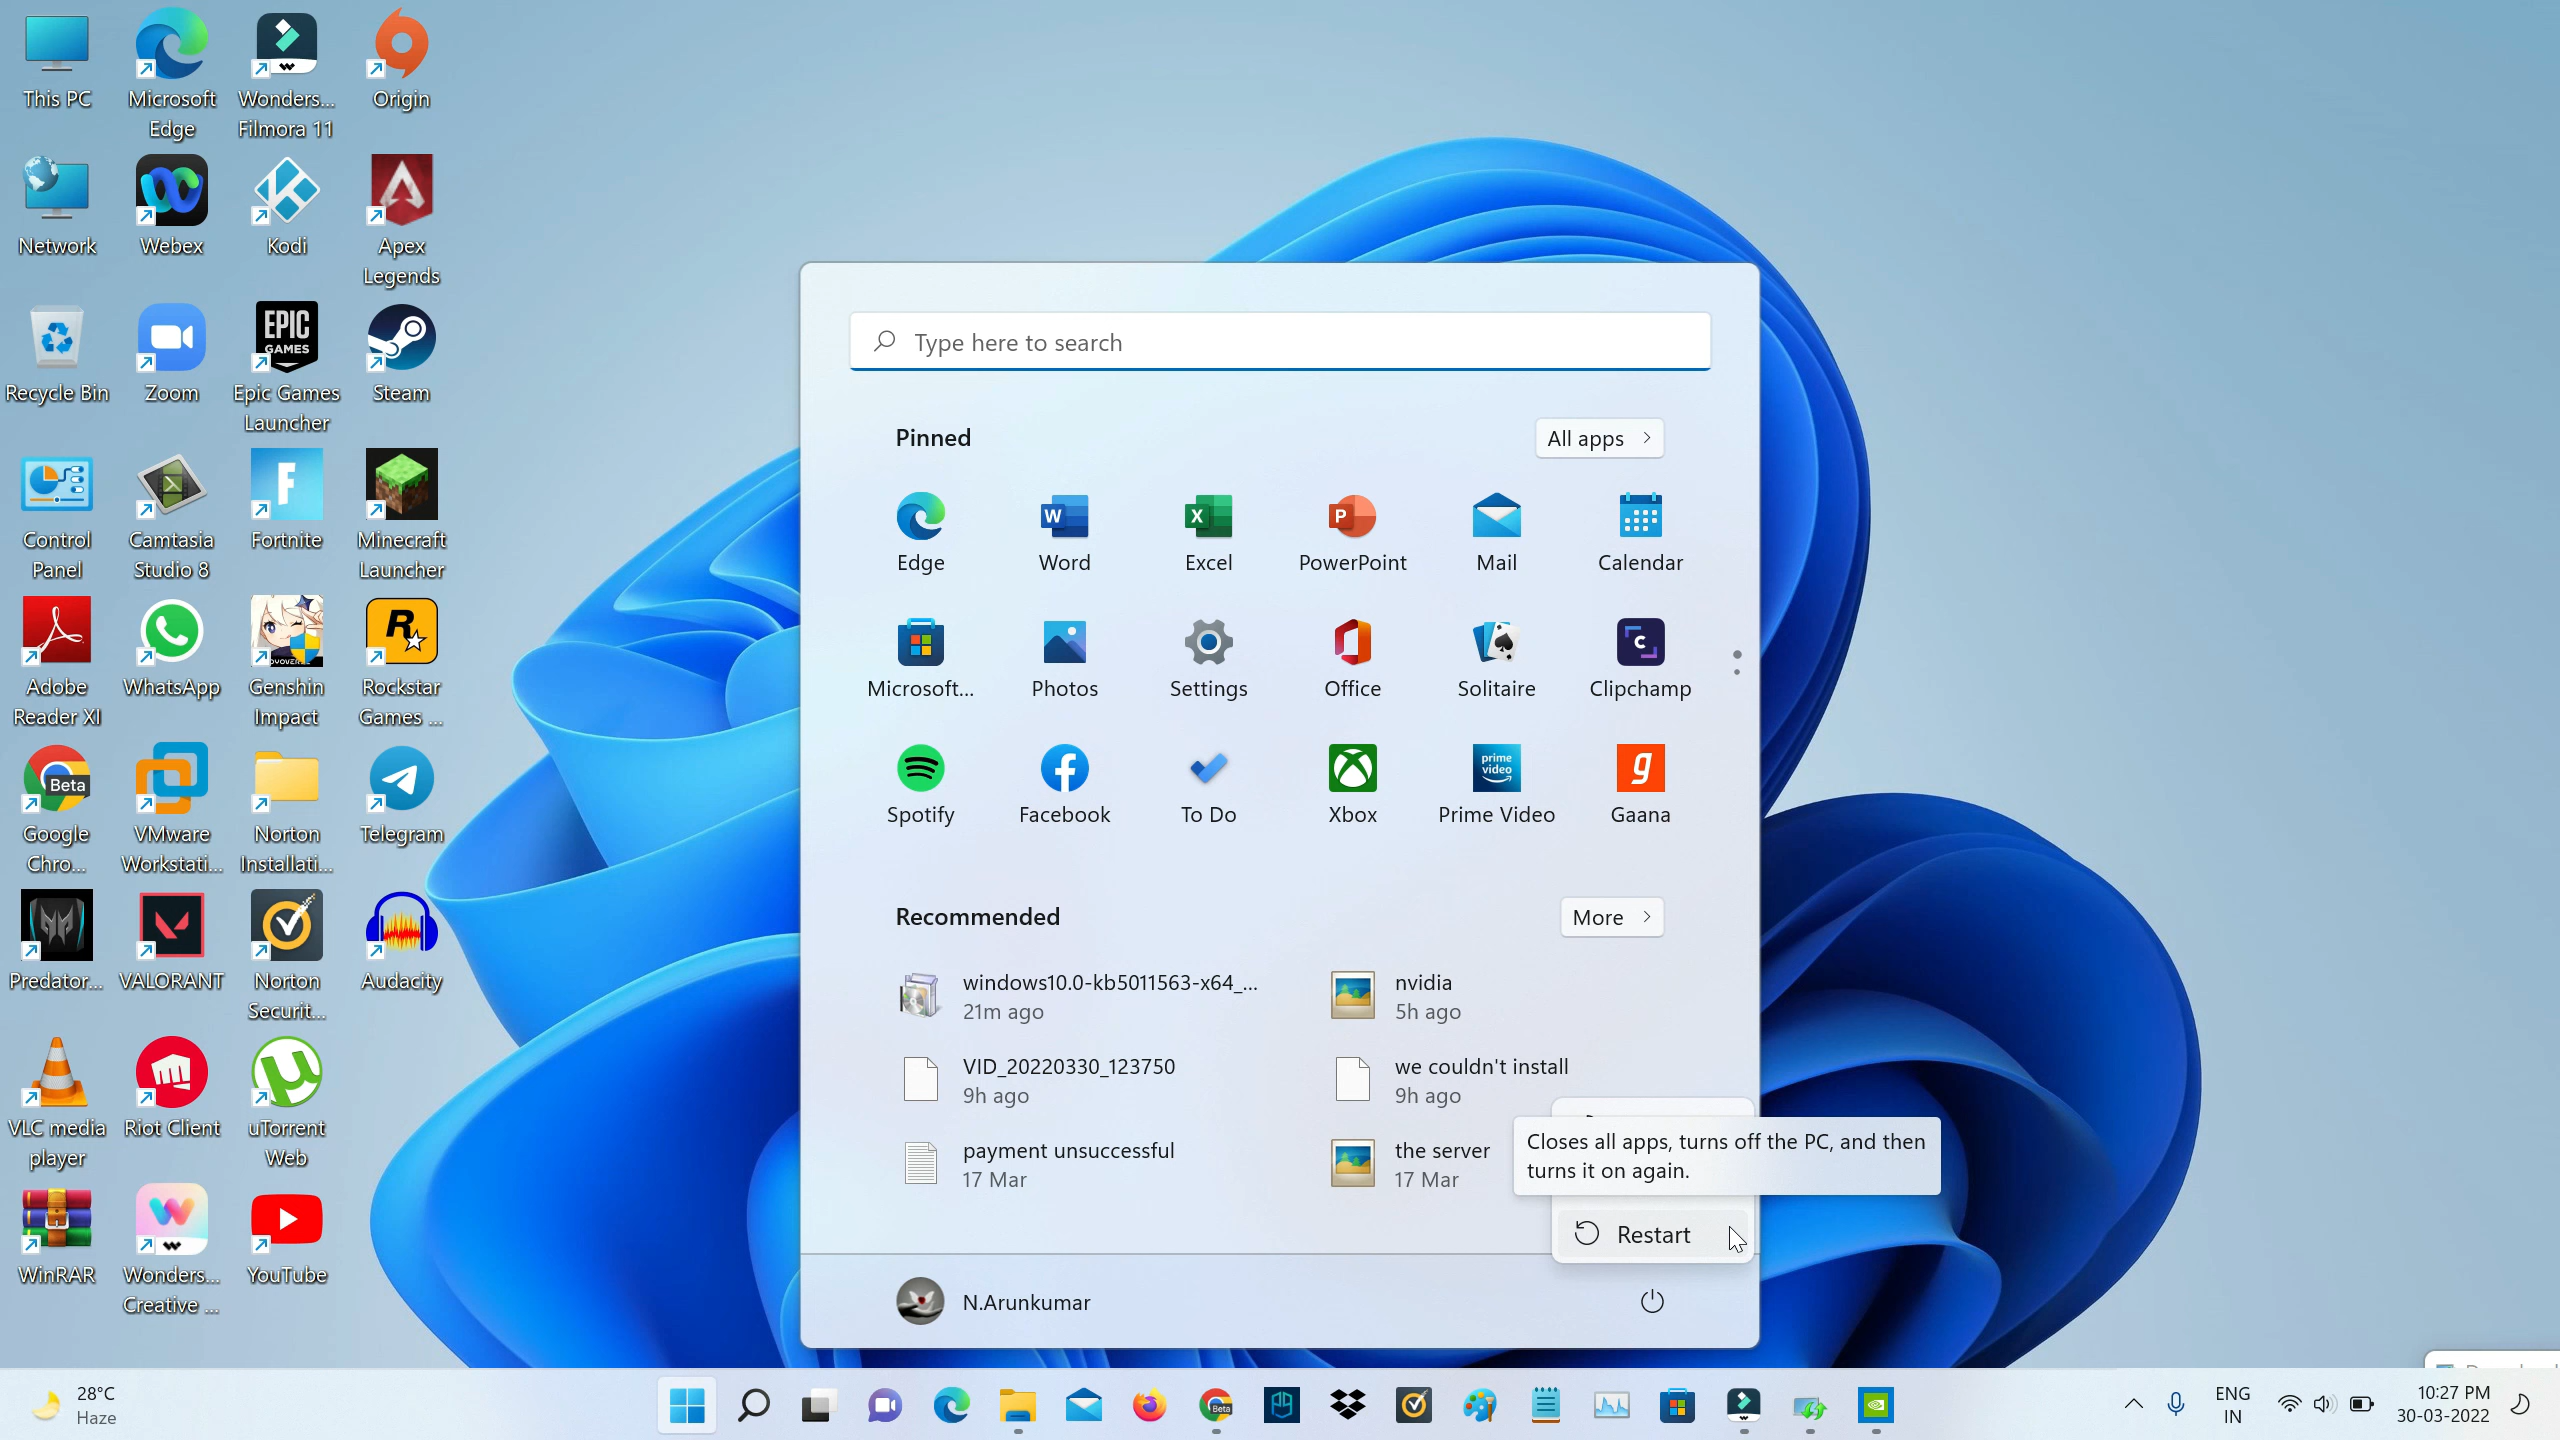 This PC
Microsoft
Edge
Wonders...
Filmora 11
Origin
Network
Webex
Kodi
Apex
Legends
Recycle Bin
Zoom
EPIC
GAMES
Epic Games
Launcher
Steam
Control
Panel
Camtasia
Studio 8
F
Fortnite
Minecraft
Launcher
Adobe
Reader XI
WhatsApp
Genshin
Impact
R
Rockstar
Games ...
Beta
Google
Chro...
VMware
Workstati...
Norton
Installati...
Telegram
Predator...
VALORANT
Norton
Securit...
Audacity
VLC media
player
Riot Client
uTorrent
Web
WinRAR
Wonders...
Creative ...
YouTube
Type here to search
Pinned
All apps
W
X
P
Edge
Word
Excel
PowerPoint
Mail
Calendar
Microsoft...
Photos
Settings
Office
Solitaire
Clipchamp
prime
video
g
Spotify
Facebook
To Do
Xbox
Prime Video
Gaana
Recommended
More
windows10.0-kb5011563-x64_...
21m ago
nvidia
5h ago
VID_20220330_123750
9h ago
we couldn't install
9h ago
payment unsuccessful
17 Mar
the server
17 Mar
Closes all apps, turns off the PC, and then
turns it on again.
Restart
N.Arunkumar
28°C
Haze
Beta
ENG
IN
10:27 PM
30-03-2022